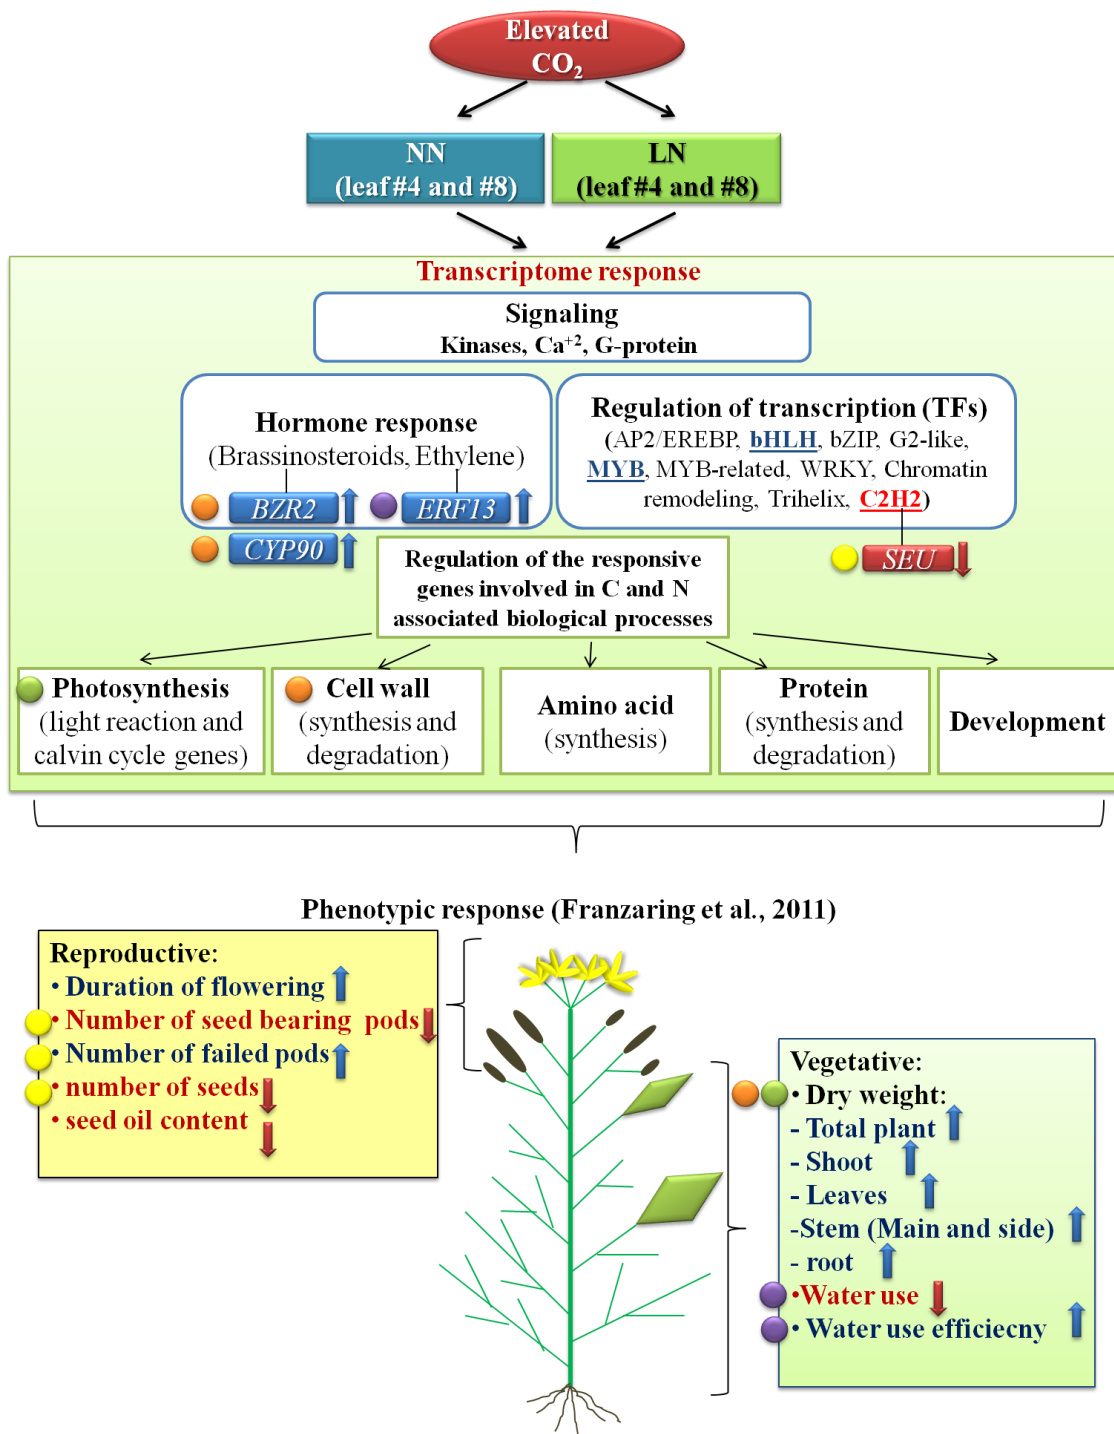 Elevated
CO2
NN
(leaf #4 and #8)
LN
(leaf #4 and #8)
Transcriptome response
Signaling
Kinases, Ca+2, G-protein
Hormone response
(Brassinosteroids, Ethylene)
BZR2
ERF13
CYP90
Regulation of transcription (TFs)
(AP2/EREBP, bHLH, bZIP, G2-like,
MYB, MYB-related, WRKY, Chromatin
remodeling, Trihelix, C2H2)
SEU
Regulation of the responsive
genes involved in C and N
associated biological processes
Photosynthesis
(light reaction and
calvin cycle genes)
Cell wall
(synthesis and
degradation)
Amino acid
(synthesis)
Protein
(synthesis and
degradation)
Development
Phenotypic response (Franzaring et al., 2011)
Reproductive:
• Duration of flowering
• Number of seed bearing pods
• Number of failed pods
• number of seeds
• seed oil content
Vegetative:
• Dry weight:
- Total plant
- Shoot
- Leaves
-Stem (Main and side)
- root
•Water use
• Water use efficiecny